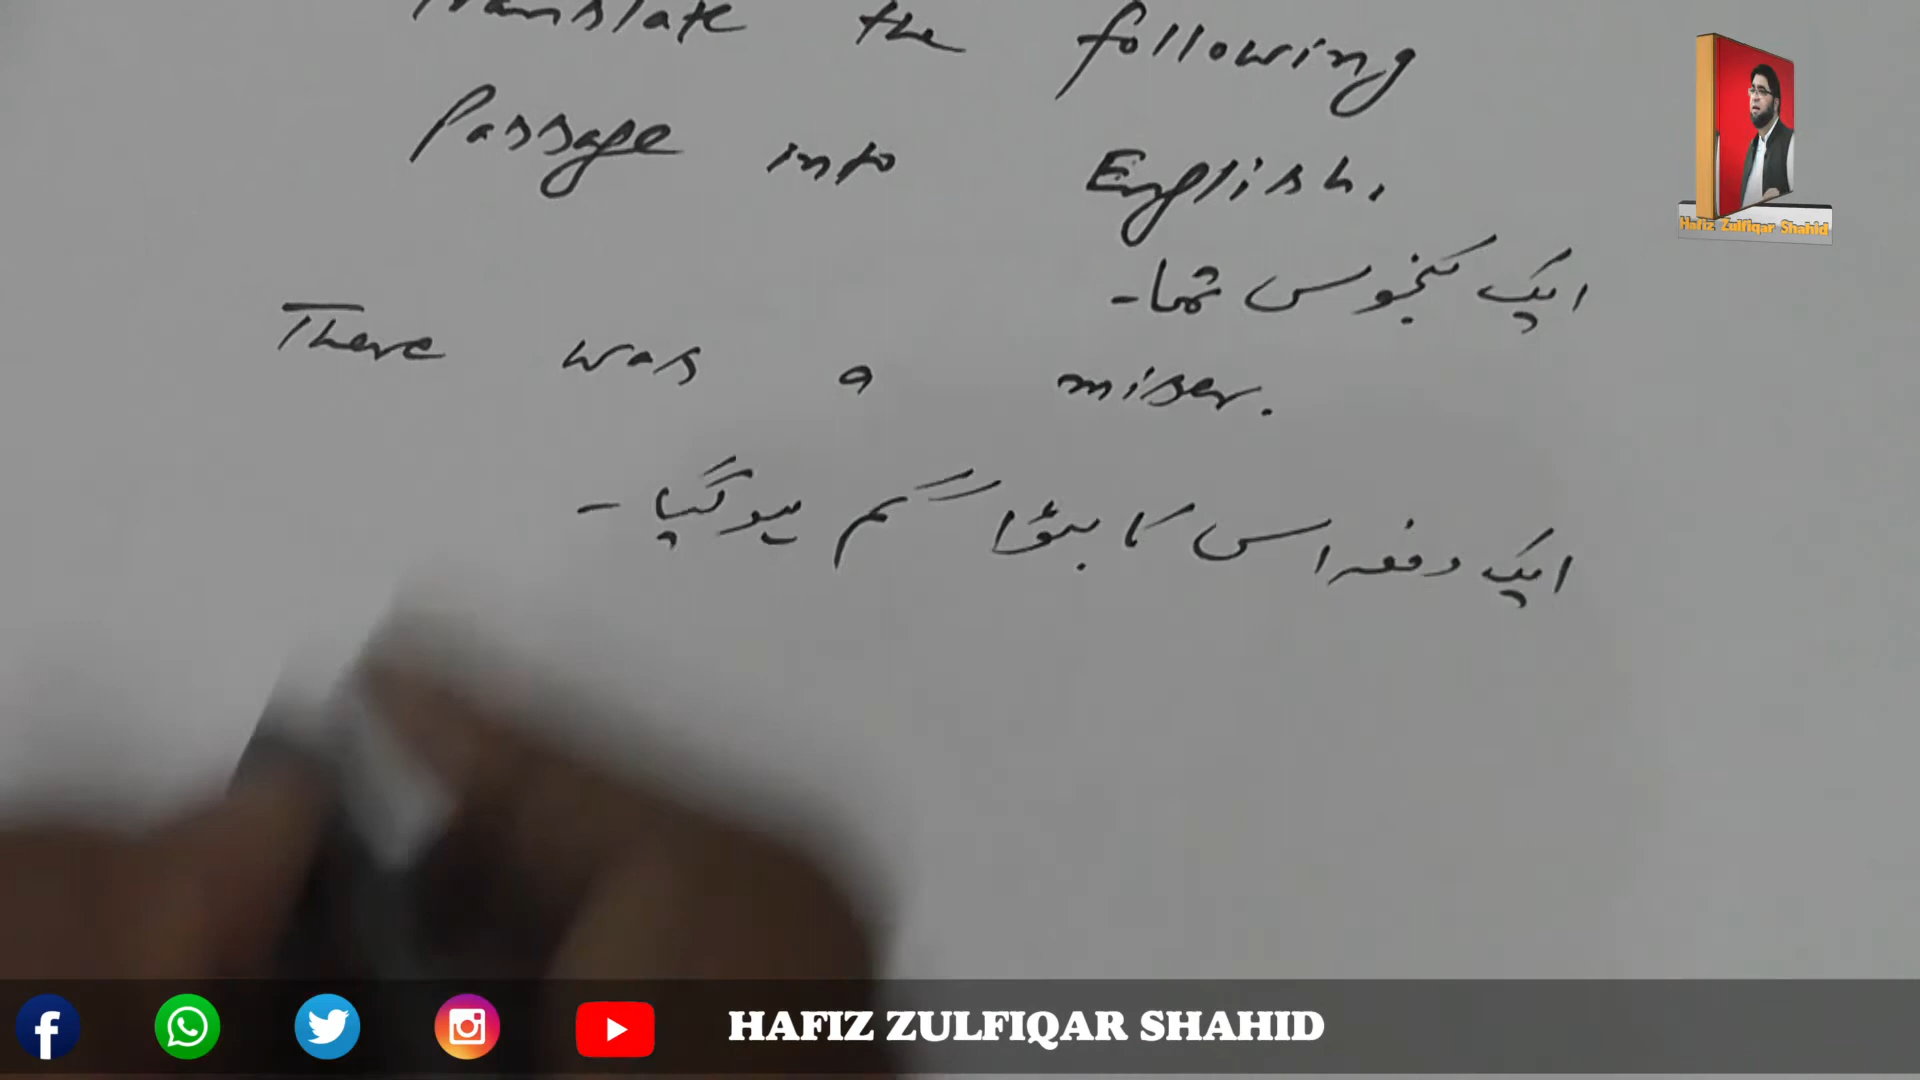 Translate the following
Passage into English.
ایک کنجوس تھا۔
There was a miser.
ایک دفعہ اس کا بٹوا گم ہو گیا۔
Hafiz Zulfiqar Shahid
HAFIZ ZULFIQAR SHAHID